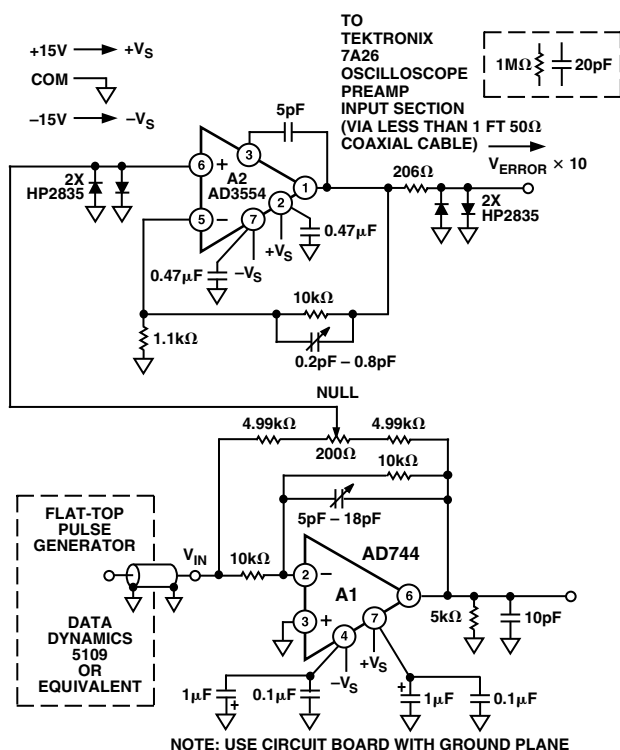 +15V +VS
COM
–15V –VS
TO
TEKTRONIX
7A26
OSCILLOSCOPE
PREAMP
INPUT SECTION
(VIA LESS THAN 1 FT 50Ω
COAXIAL CABLE)
1MΩ 20pF
VERROR × 10
5pF
2X
HP2835
6 + 3
A2
AD3554
1
5 – 2
7
206Ω
2X
HP2835
0.47μF
+VS
–VS
0.47μF
10kΩ
1.1kΩ
0.2pF – 0.8pF
NULL
4.99kΩ 4.99kΩ
200Ω
10kΩ
5pF – 18pF
FLAT-TOP
PULSE
GENERATOR
VIN
10kΩ
DATA
DYNAMICS
5109
OR
EQUIVALENT
AD744
2 –
A1
6
3 +
7
4
5kΩ 10pF
+VS
–VS
1μF 0.1μF 1μF 0.1μF
+ +
NOTE: USE CIRCUIT BOARD WITH GROUND PLANE